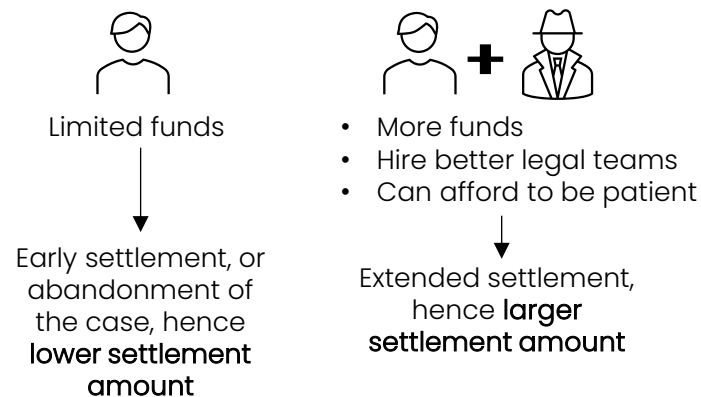 Limited funds
Early settlement, or
abandonment of
the case, hence
lower settlement
amount
• More funds
• Hire better legal teams
• Can afford to be patient
Extended settlement,
hence larger
settlement amount